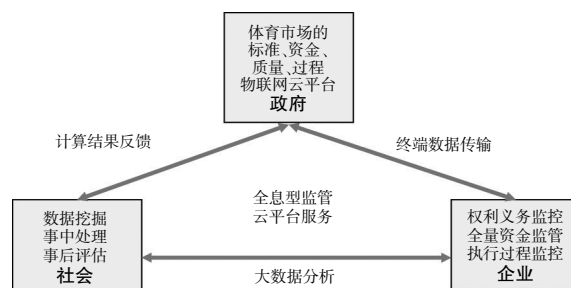 体育市场的
标准、资金、
质量、过程
物联网云平台
政府
计算结果反馈
终端数据传输
全息型监管
云平台服务
数据挖掘
事中处理
事后评估
社会
权利义务监控
全量资金监管
执行过程监控
企业
大数据分析